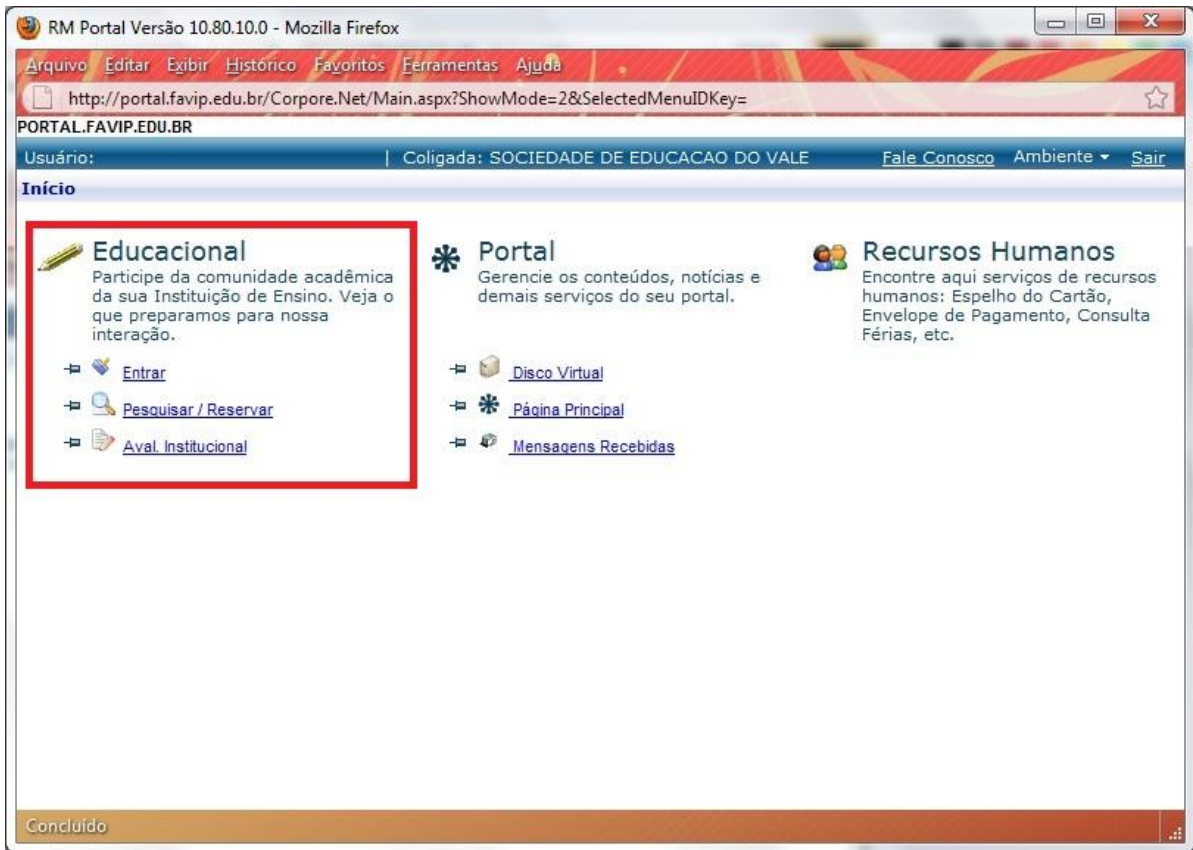 RM Portal Versão 10.80.10.0 - Mozilla Firefox
Arquivo Editar Exibir Histórico Favoritos Ferramentas Ajuda
http://portal.favip.edu.br/Corpore.Net/Main.aspx?ShowMode=2&SelectedMenuIDKey=
PORTAL.FAVIP.EDU.BR
Usuário: | Coligada: SOCIEDADE DE EDUCACAO DO VALE Fale Conosco Ambiente Sair
Início
Educacional
Participe da comunidade acadêmica
da sua Instituição de Ensino. Veja o
que preparamos para nossa
interação.
Entrar
Pesquisar / Reservar
Aval. Institucional
Portal
Gerencie os conteúdos, notícias e
demais serviços do seu portal.
Disco Virtual
Página Principal
Mensagens Recebidas
Recursos Humanos
Encontre aqui serviços de recursos
humanos: Espelho do Cartão,
Envelope de Pagamento, Consulta
Férias, etc.
Concluído